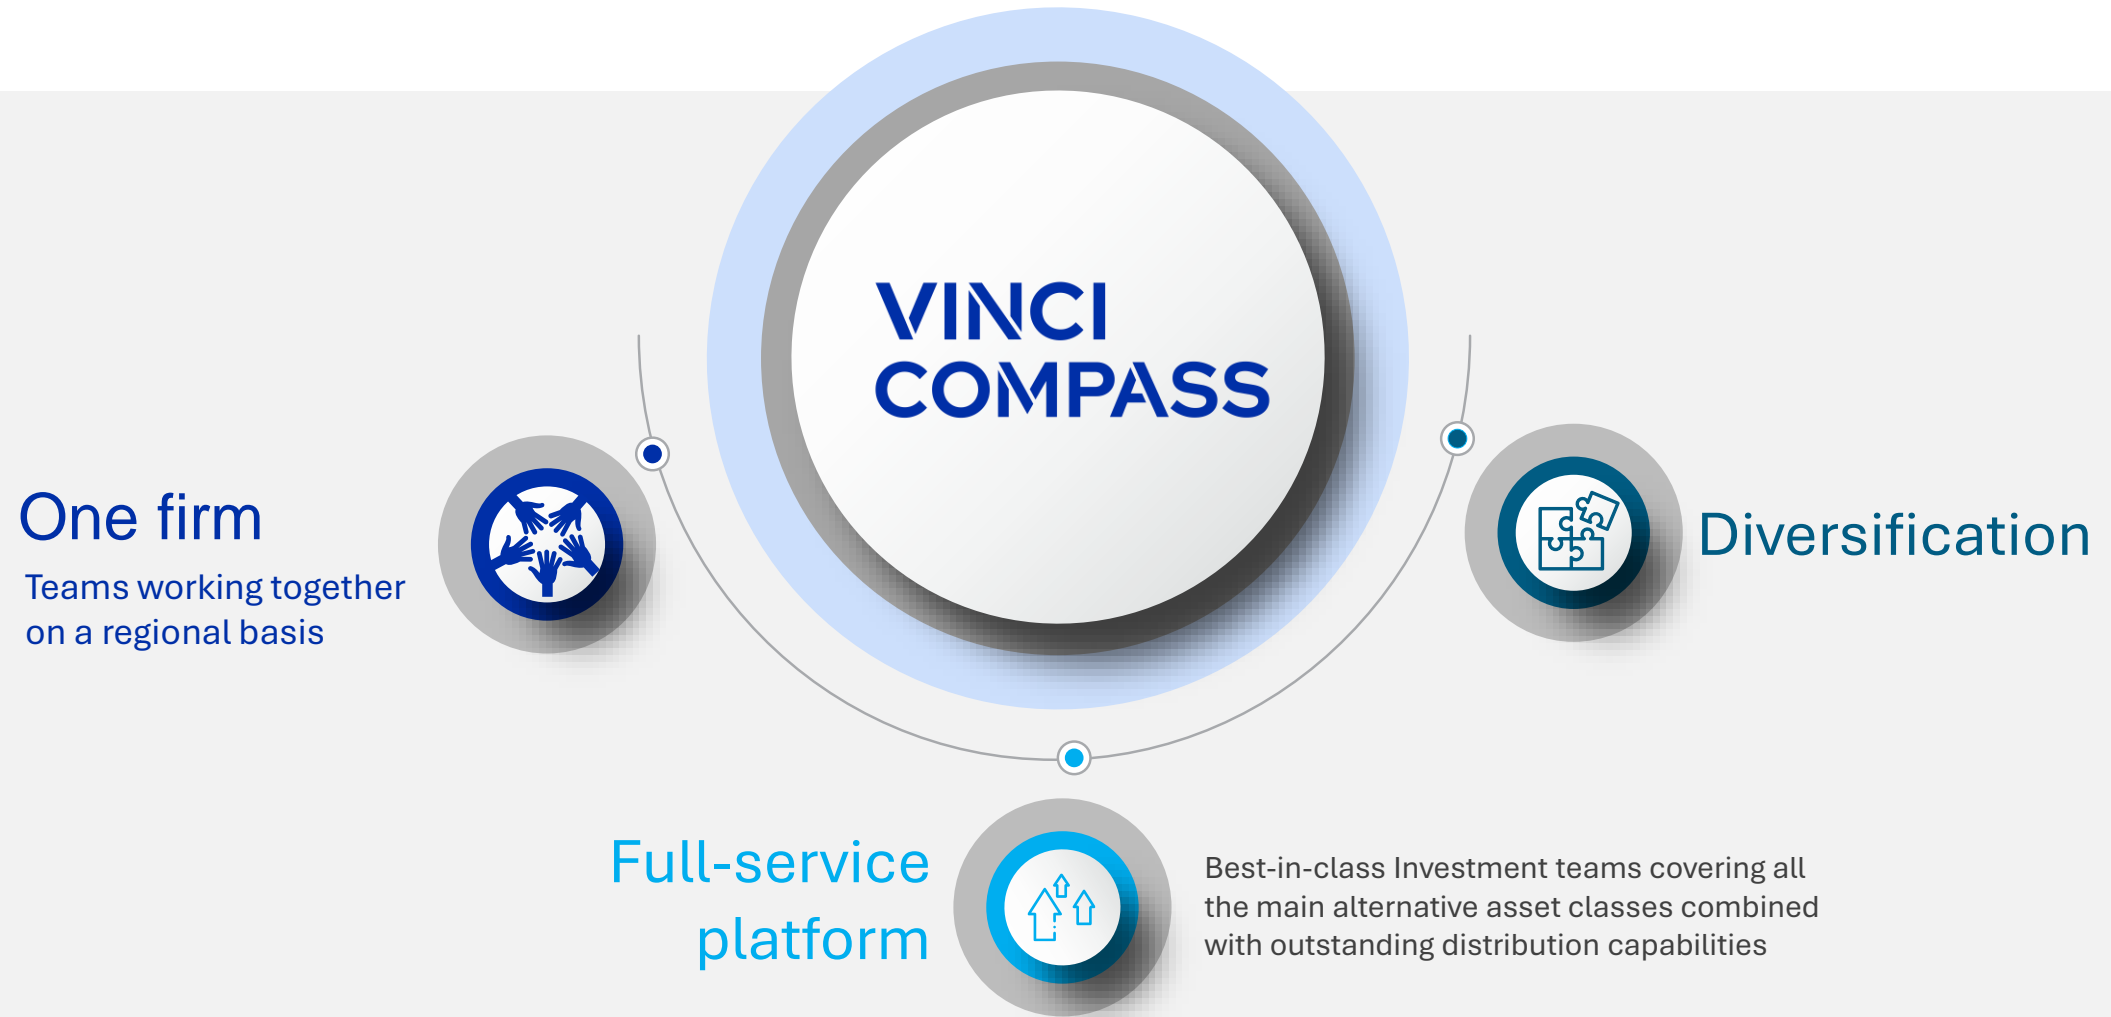 VINCI
COMPASS
One firm
Teams working together
on a regional basis
Diversification
Full-service
platform
Best-in-class Investment teams covering all
the main alternative asset classes combined
with outstanding distribution capabilities